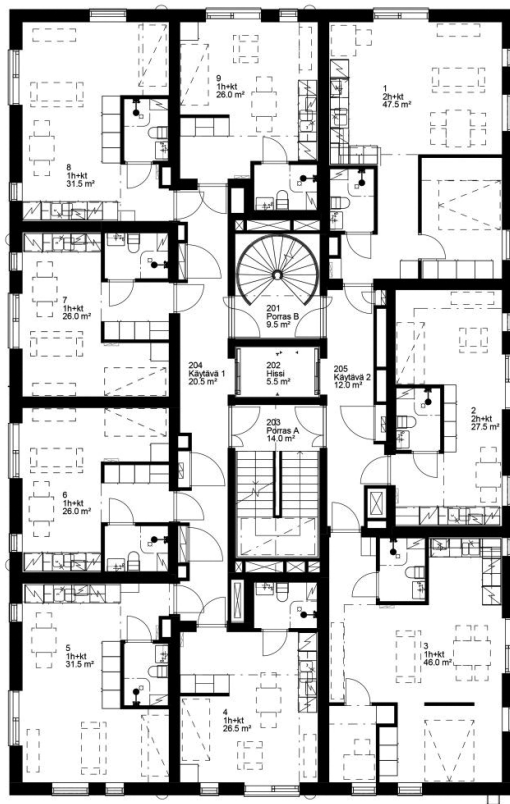 9
1h+kt
26.0 m²
1
2h+kt
47.5 m²
8
1h+kt
31.5 m²
7
1h+kt
26.0 m²
201
Porras B
9.5 m²
204
Käytävä 1
20.5 m²
202
Hissi
5.5 m²
205
Käytävä 2
12.0 m²
203
Porras A
14.0 m²
2
2h+kt
27.5 m²
6
1h+kt
26.0 m²
5
1h+kt
31.5 m²
3
1h+kt
46.0 m²
4
1h+kt
26.5 m²